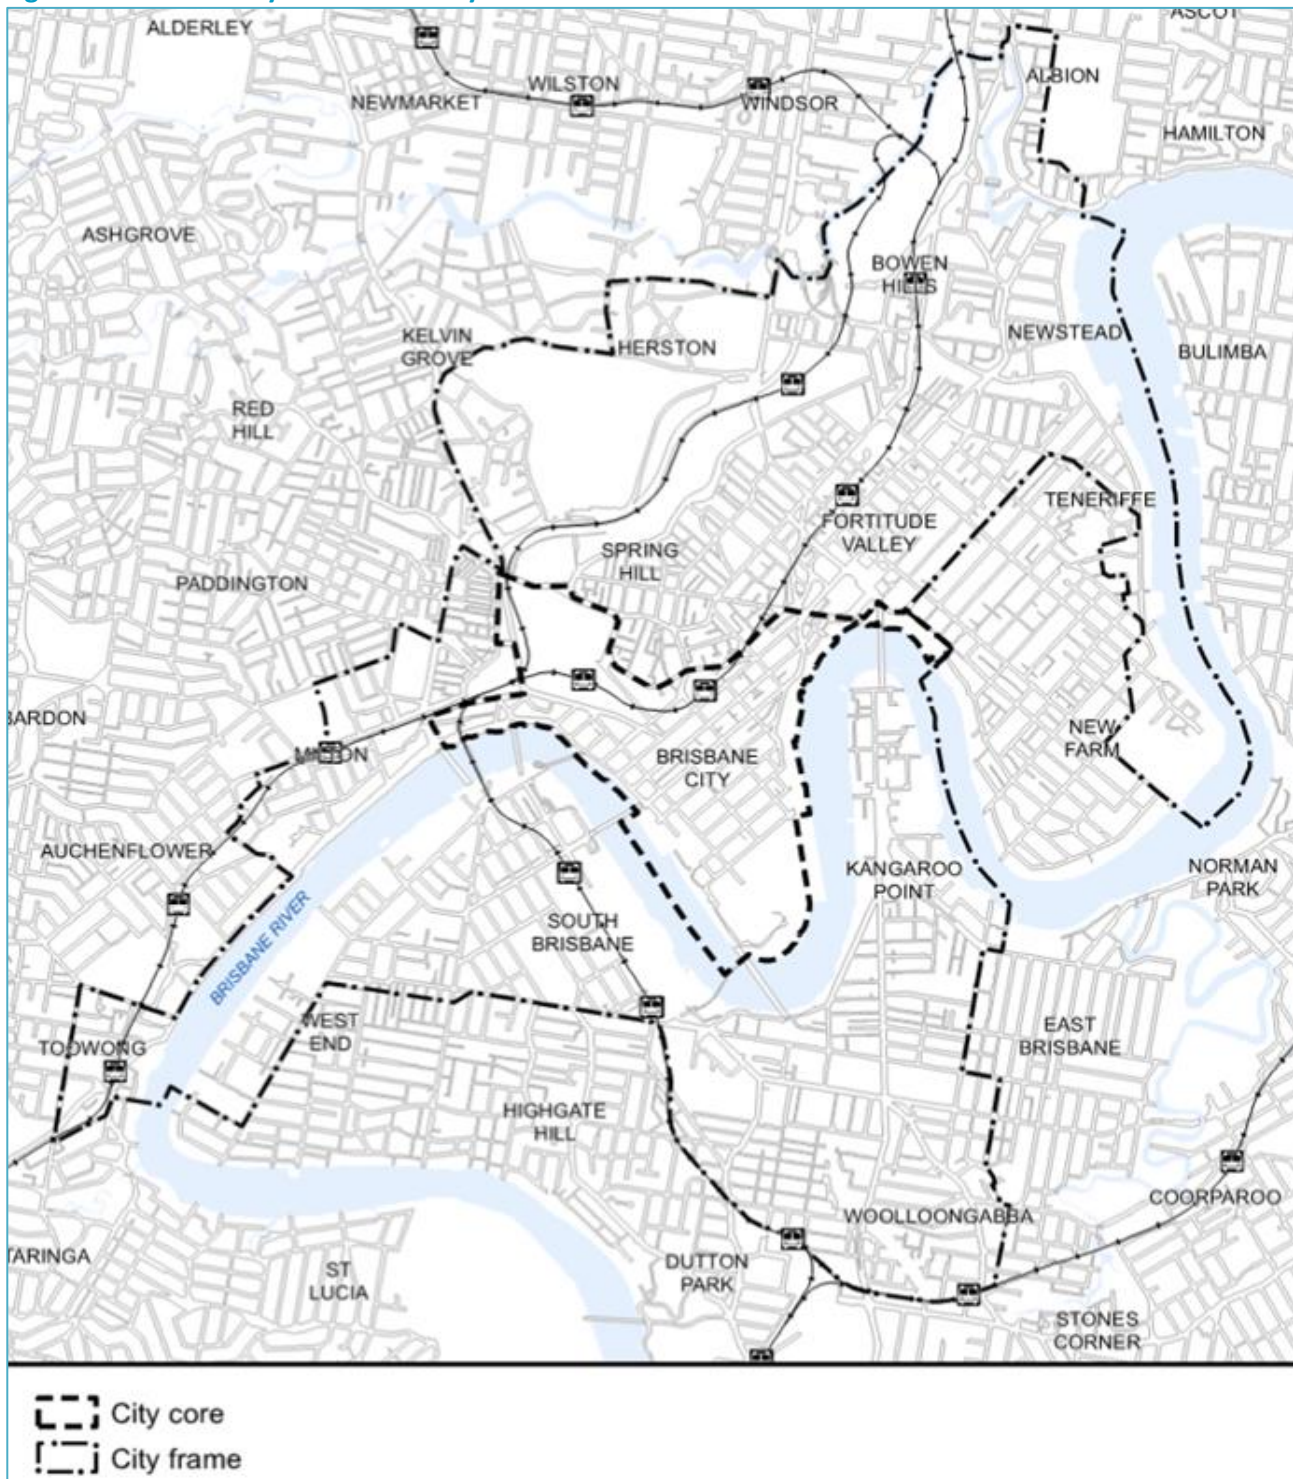 ASCOT
ALDERLEY
ALBION
WILSTON
NEWMARKET
WINDSOR
HAMILTON
ASHGROVE
BOWEN
HILLS
NEWSTEAD
KELVIN
GROVE
HERSTON
BULIMBA
RED
HILL
TENERIFFE
FORTITUDE
VALLEY
SPRING
HILL
PADDINGTON
BARDON
NEW
FARM
MILTON
BRISBANE
CITY
AUCHENFLOWER
KANGAROO
POINT
NORMAN
PARK
SOUTH
BRISBANE
BRISBANE RIVER
WEST
END
EAST
BRISBANE
TOOWONG
HIGHGATE
HILL
COORPAROO
WOOLLOONGABBA
TARINGA
DUTTON
PARK
ST
LUCIA
STONES
CORNER
City core
City frame